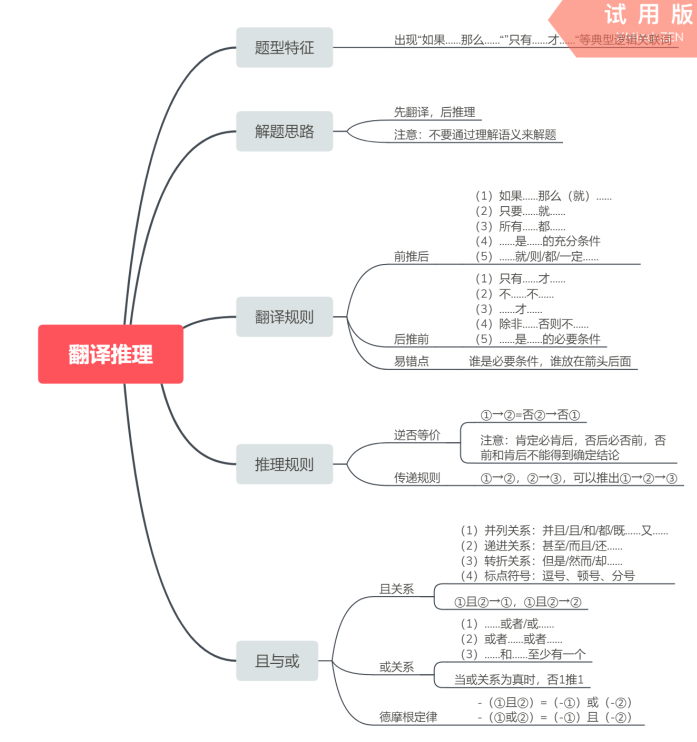 试用版
题型特征
出现“如果……那么……“”只有……才……“等典型逻辑关联词
解题思路
先翻译，后推理
注意：不要通过理解语义来解题
翻译推理
翻译规则
前推后
（1）如果……那么（就）……
（2）只要……就……
（3）所有……都……
（4）……是……的充分条件
（5）……就/则/都/一定……
后推前
（1）只有……才……
（2）不……不……
（3）……才……
（4）除非……否则不……
（5）……是……的必要条件
易错点
谁是必要条件，谁放在箭头后面
推理规则
逆否等价
①→②=否②→否①
注意：肯定必肯后，否后必否前，否
前和肯后不能得到确定结论
传递规则
①→②，②→③，可以推出①→②→③
且与或
且关系
（1）并列关系：并且/且/和/都/既……又……
（2）递进关系：甚至/而且/还……
（3）转折关系：但是/然而/却……
（4）标点符号：逗号、顿号、分号
①且②→①，①且②→②
或关系
（1）……或者/或……
（2）或者……或者……
（3）……和……至少有一个
当或关系为真时，否1推1
德摩根定律
-（①且②）=（-①）或（-②）
-（①或②）=（-①）且（-②）